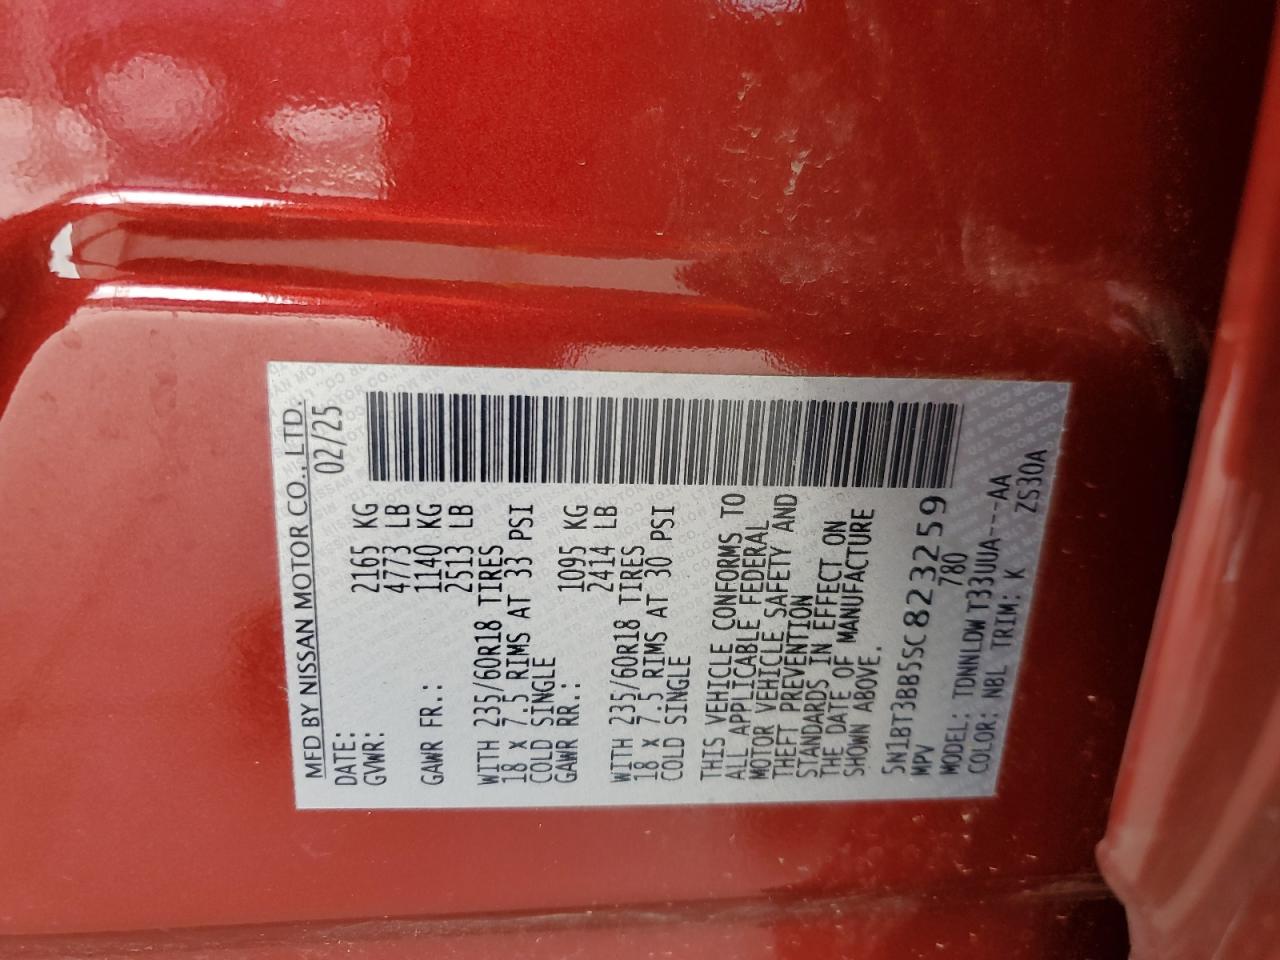 MFD BY NISSAN MOTOR CO., LTD.
DATE: 02/25
GVWR: 2165 KG
4773 LB
GAWR FR.: 1140 KG
2513 LB
WITH 235/60R18 TIRES
18 x 7.5 RIMS AT 33 PSI
COLD SINGLE
GAWR RR.: 1095 KG
2414 LB
WITH 235/60R18 TIRES
18 x 7.5 RIMS AT 30 PSI
COLD SINGLE
THIS VEHICLE CONFORMS TO
ALL APPLICABLE FEDERAL
MOTOR VEHICLE SAFETY AND
THEFT PREVENTION
STANDARDS IN EFFECT ON
THE DATE OF MANUFACTURE
SHOWN ABOVE.
5N1BT3BB5SC823259
MPV 780
MODEL: TDNNLDWT33UUA---AA
COLOR: NBL TRIM: K ZS30A